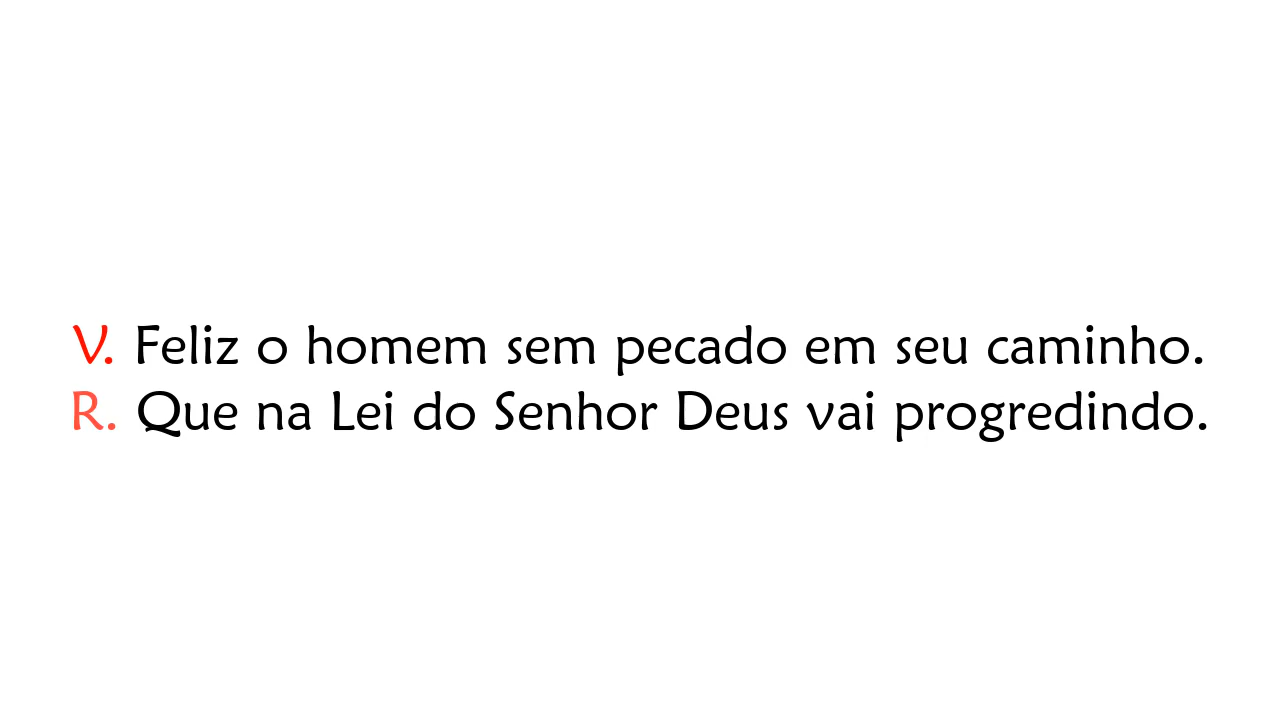 V. Feliz o homem sem pecado em seu caminho.
R. Que na Lei do Senhor Deus vai progredindo.